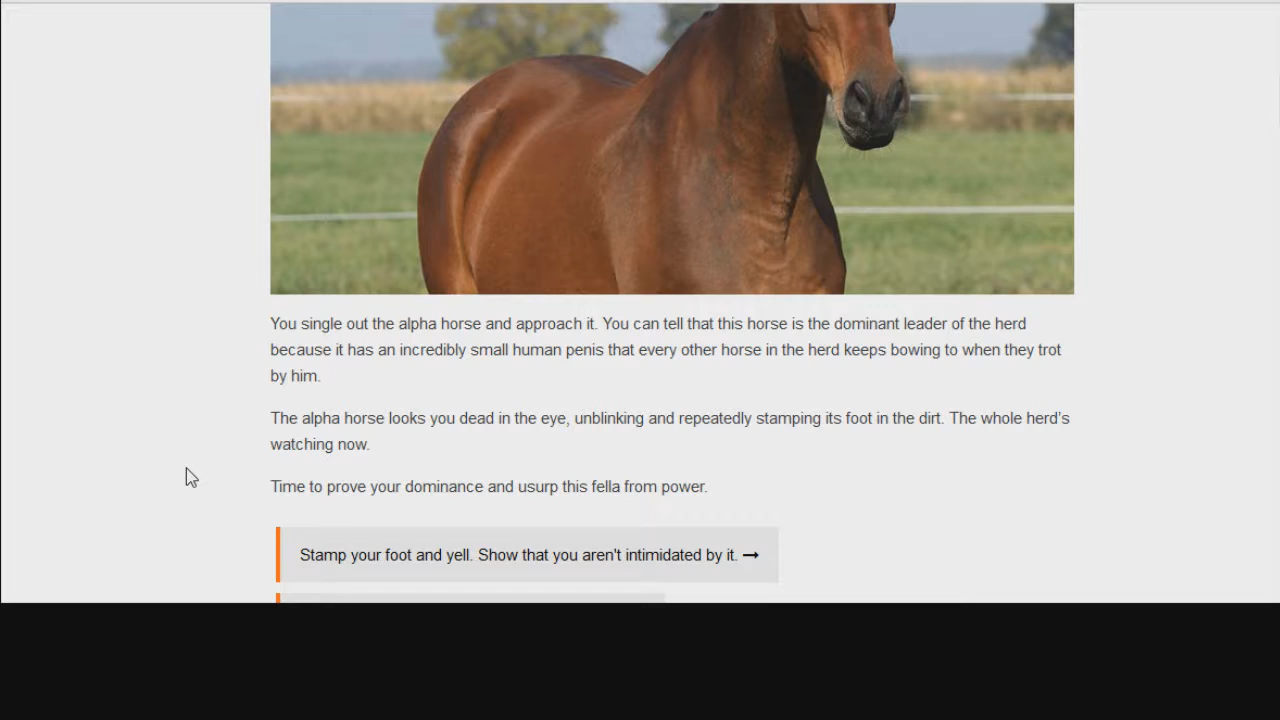 You single out the alpha horse and approach it. You can tell that this horse is the dominant leader of the herd
because it has an incredibly small human penis that every other horse in the herd keeps bowing to when they trot
by him.
The alpha horse looks you dead in the eye, unblinking and repeatedly stamping its foot in the dirt. The whole herd's
watching now.
Time to prove your dominance and usurp this fella from power.
Stamp your foot and yell. Show that you aren't intimidated by it. →